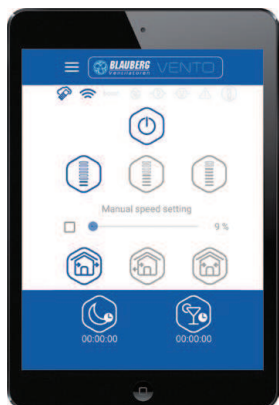 BLAUBERG VENTO
Ventilatoren
Manual speed setting
9 %
00:00:00 00:00:00